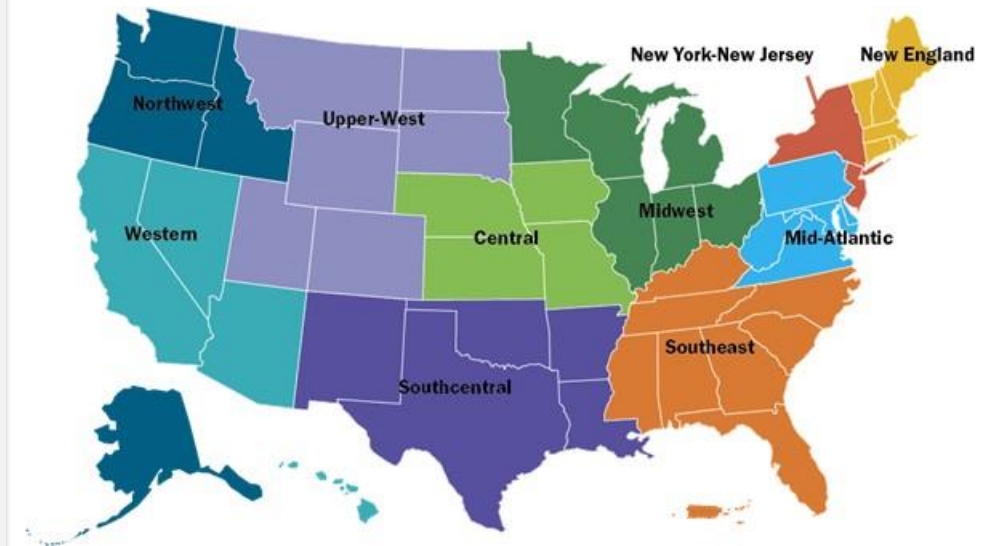 New York-New Jersey
New England
Northwest
Upper-West
Midwest
Western
Central
Mid-Atlantic
Southeast
Southcentral